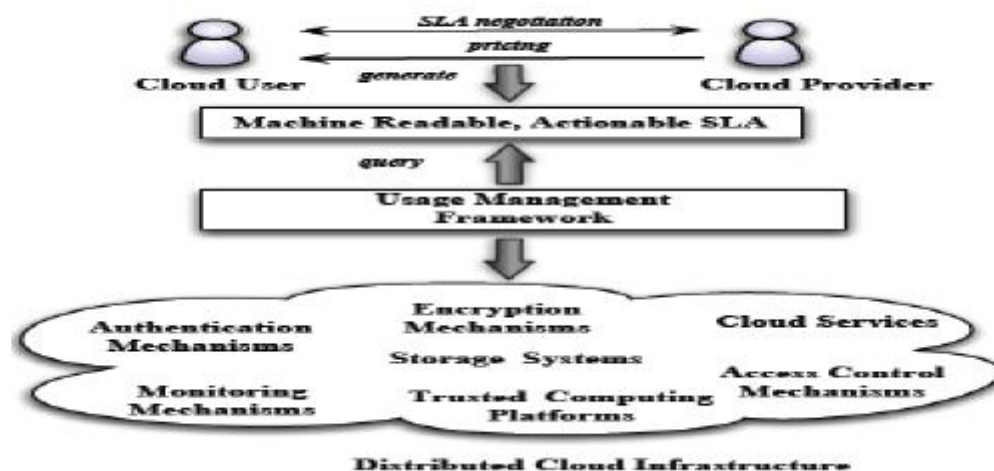 SLA negotiation
pricing
Cloud User
generate
Cloud Provider
Machine Readable, Actionable SLA
query
Usage Management
Framework
Authentication
Mechanisms
Encryption
Mechanisms
Cloud Services
Storage Systems
Monitoring
Mechanisms
Trusted Computing
Platforms
Access Control
Mechanisms
Distributed Cloud Infrastructure